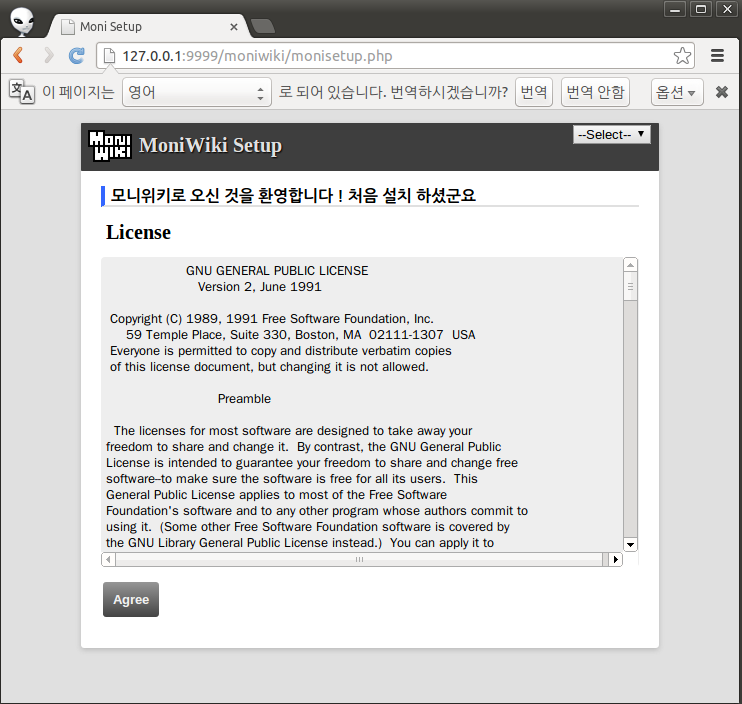 Moni Setup
127.0.0.1:9999/moniwiki/monisetup.php
이 페이지는 영어 로 되어 있습니다. 번역하시겠습니까? 번역 번역 안함 옵션
MONI WIKI
MoniWiki Setup
--Select--
모니위키로 오신 것을 환영합니다 ! 처음 설치 하셨군요
License
GNU GENERAL PUBLIC LICENSE
Version 2, June 1991
Copyright (C) 1989, 1991 Free Software Foundation, Inc.
59 Temple Place, Suite 330, Boston, MA  02111-1307  USA
Everyone is permitted to copy and distribute verbatim copies
of this license document, but changing it is not allowed.
Preamble
The licenses for most software are designed to take away your
freedom to share and change it.  By contrast, the GNU General Public
License is intended to guarantee your freedom to share and change free
software--to make sure the software is free for all its users.  This
General Public License applies to most of the Free Software
Foundation's software and to any other program whose authors commit to
using it.  (Some other Free Software Foundation software is covered by
the GNU Library General Public License instead.)  You can apply it to
Agree